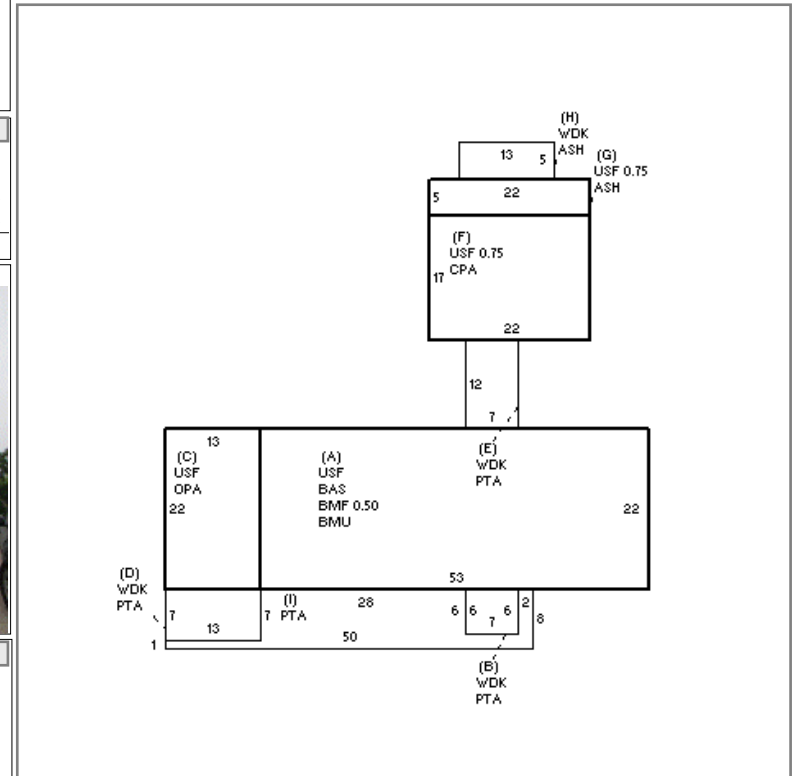 (H)
WDK
ASH
13
5
(G)
USF 0.75
ASH
5
22
(F)
USF 0.75
CPA
17
22
12
7
(E)
WDK
PTA
13
(C)
USF
OPA
22
(A)
USF
BAS
BMF 0.50
BMU
22
53
(D)
WDK
PTA
7
13
7
(I)
PTA
28
6
6
6
7
2
8
1
50
(B)
WDK
PTA